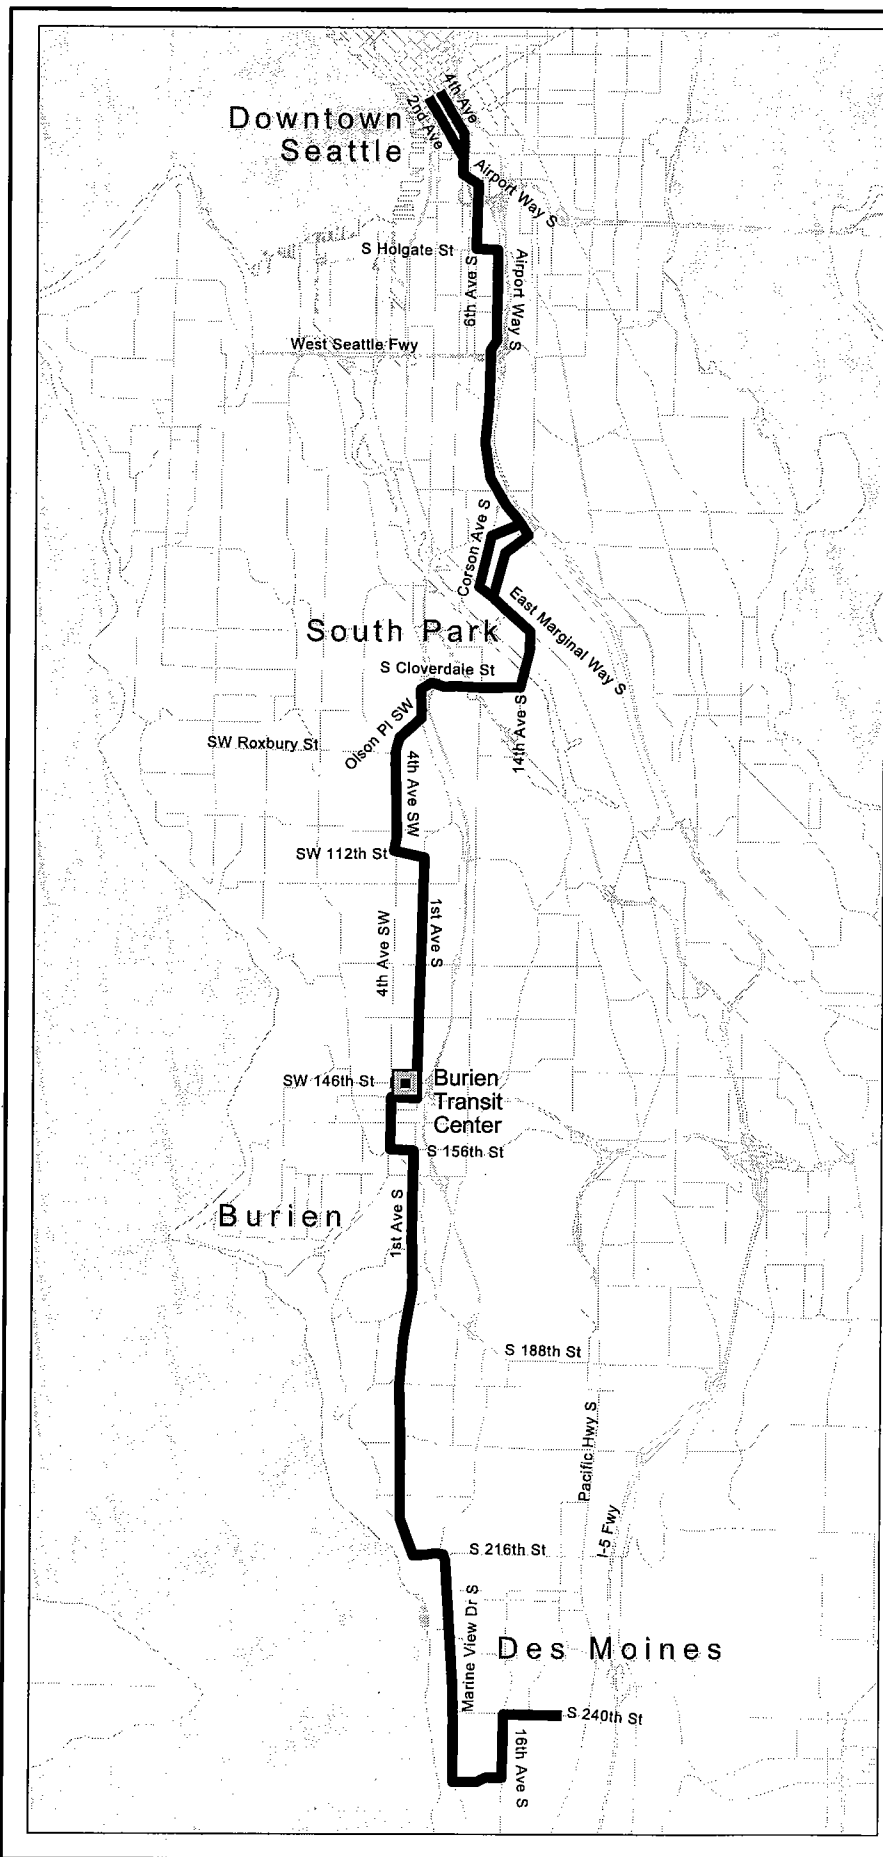 4th Ave
Downtown
Seattle
2nd Ave
Airport Way S
S Holgate St
6th Ave S
Airport Way S
West Seattle Fwy
Corson Ave S
East Marginal Way S
South Park
S Cloverdale St
Olson Pl SW
14th Ave S
SW Roxbury St
4th Ave SW
SW 112th St
1st Ave S
4th Ave SW
SW 146th St
Burien
Transit
Center
S 156th St
Burien
1st Ave S
S 188th St
Pacific Hwy S
I-5 Fwy
S 216th St
Marine View Dr S
Des Moines
S 240th St
16th Ave S